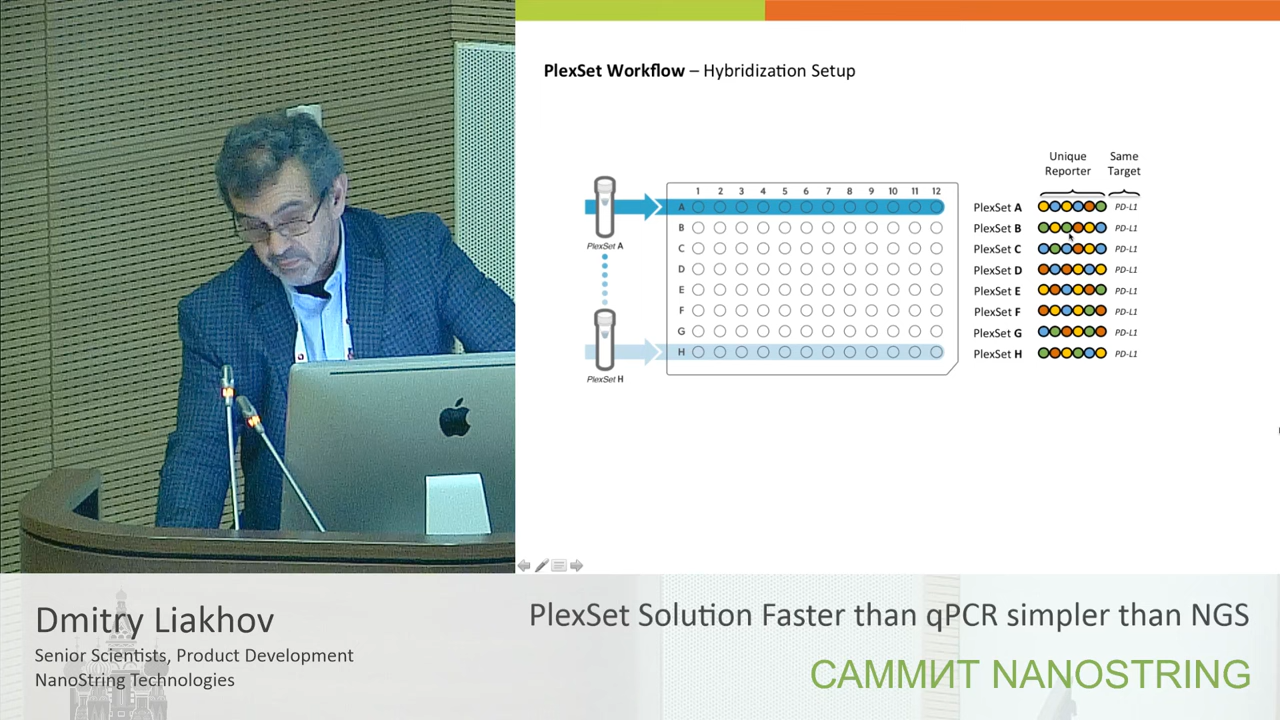 PlexSet Workflow – Hybridization Setup
Unique Reporter
Same Target
1 2 3 4 5 6 7 8 9 10 11 12
A
B
C
D
E
F
G
H
PlexSet A
PlexSet H
PlexSet A PD-L1
PlexSet B PD-L1
PlexSet C PD-L1
PlexSet D PD-L1
PlexSet E PD-L1
PlexSet F PD-L1
PlexSet G PD-L1
PlexSet H PD-L1
Dmitry Liakhov
Senior Scientists, Product Development
NanoString Technologies
PlexSet Solution Faster than qPCR simpler than NGS
САММИТ NANOSTRING